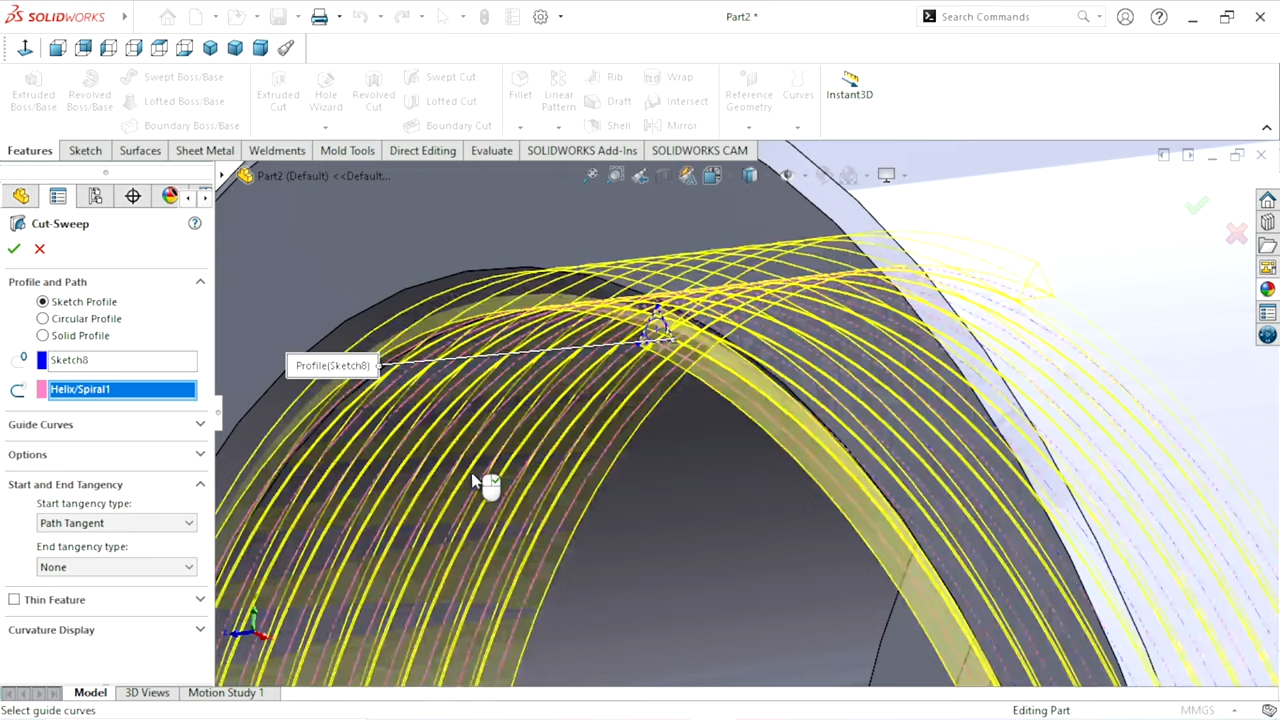 SOLIDWORKS
Part2 *
Search Commands
Extruded Boss/Base
Revolved Boss/Base
Swept Boss/Base
Lofted Boss/Base
Boundary Boss/Base
Extruded Cut
Hole Wizard
Revolved Cut
Swept Cut
Lofted Cut
Boundary Cut
Fillet
Linear Pattern
Rib
Draft
Shell
Wrap
Intersect
Mirror
Reference Geometry
Curves
Instant3D
Features
Sketch
Surfaces
Sheet Metal
Weldments
Mold Tools
Direct Editing
Evaluate
SOLIDWORKS Add-Ins
SOLIDWORKS CAM
Part2 (Default) <<Default...
Cut-Sweep
Profile and Path
Sketch Profile
Circular Profile
Solid Profile
Sketch8
Helix/Spiral1
Guide Curves
Options
Start and End Tangency
Start tangency type:
Path Tangent
End tangency type:
None
Thin Feature
Curvature Display
Profile(Sketch8)
Model
3D Views
Motion Study 1
Select guide curves
Editing Part
MMGS